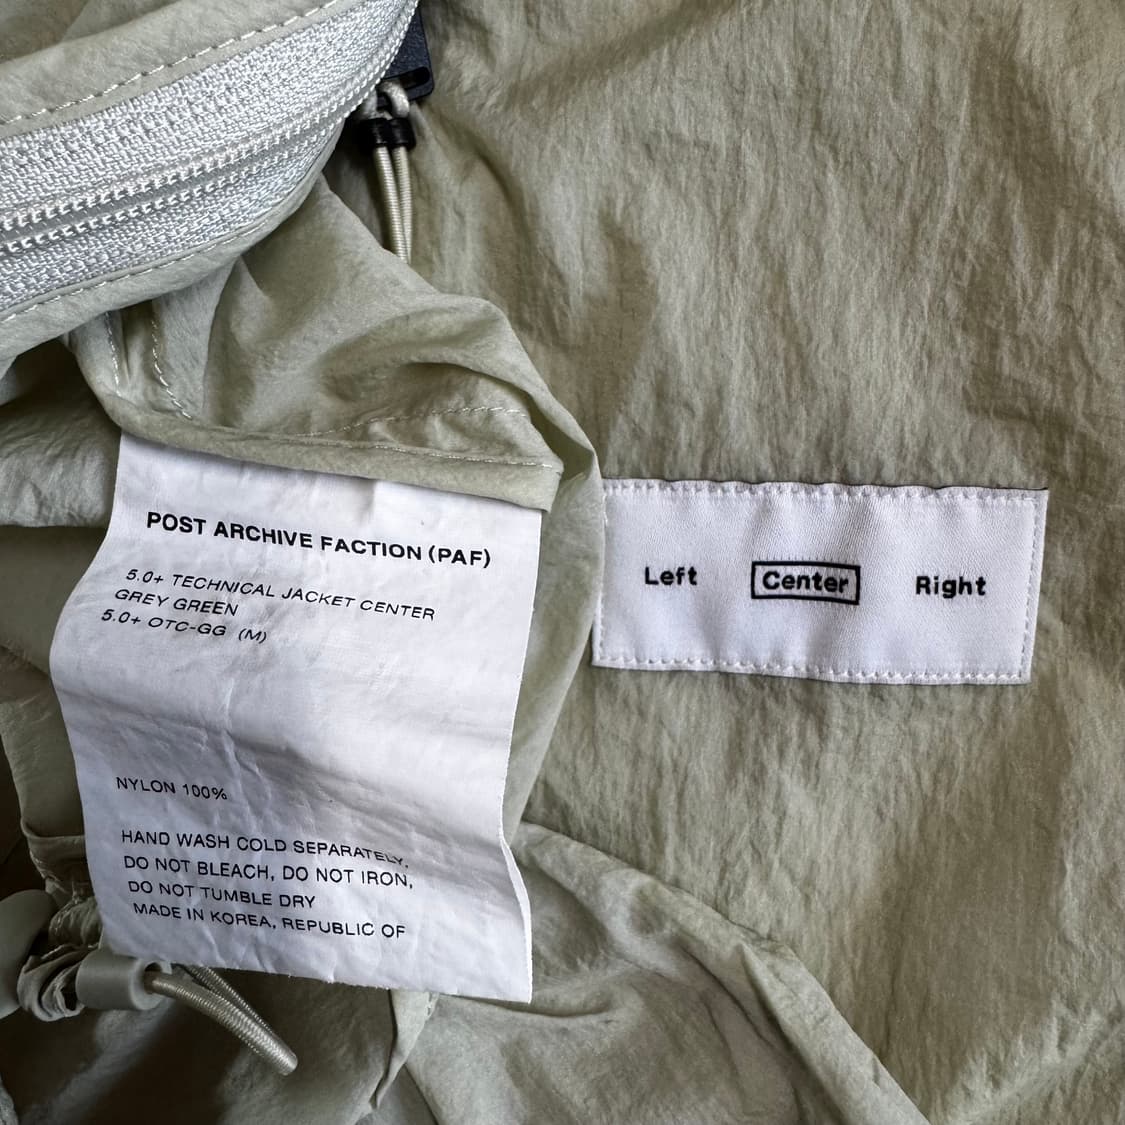 POST ARCHIVE FACTION (PAF)
5.0+ TECHNICAL JACKET CENTER
GREY GREEN
5.0+ OTC-GG (M)
NYLON 100%
HAND WASH COLD SEPARATELY,
DO NOT BLEACH, DO NOT IRON,
DO NOT TUMBLE DRY
MADE IN KOREA, REPUBLIC OF
Left Center Right